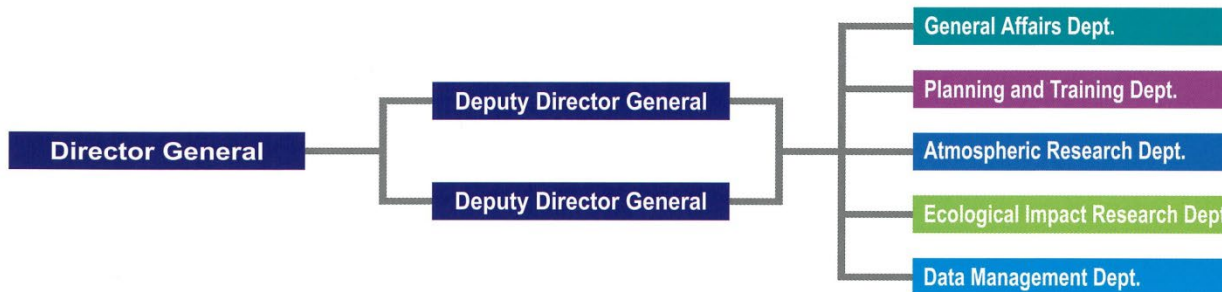 Director General
Deputy Director General
Deputy Director General
General Affairs Dept.
Planning and Training Dept.
Atmospheric Research Dept.
Ecological Impact Research Dept
Data Management Dept.